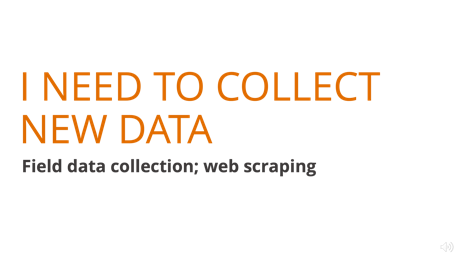 I NEED TO COLLECT
NEW DATA
Field data collection; web scraping